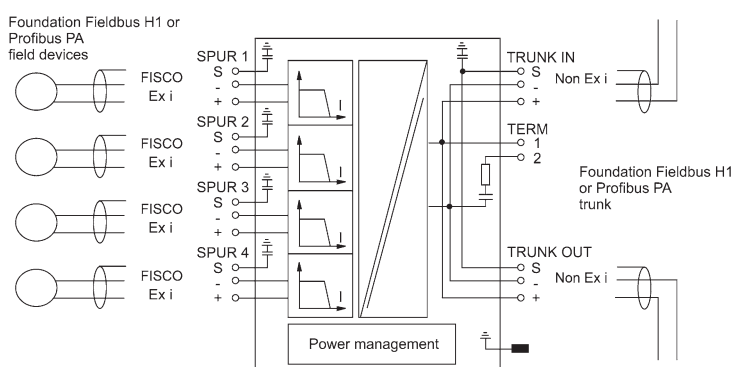 Foundation Fieldbus H1 or
Profibus PA
field devices
SPUR 1
FISCO
Ex i
S
-
+
I
SPUR 2
FISCO
Ex i
S
-
+
I
SPUR 3
FISCO
Ex i
S
-
+
I
SPUR 4
FISCO
Ex i
S
-
+
I
Power management
TRUNK IN
S
-
+
Non Ex i
TERM
1
2
Foundation Fieldbus H1
or Profibus PA
trunk
TRUNK OUT
S
-
+
Non Ex i